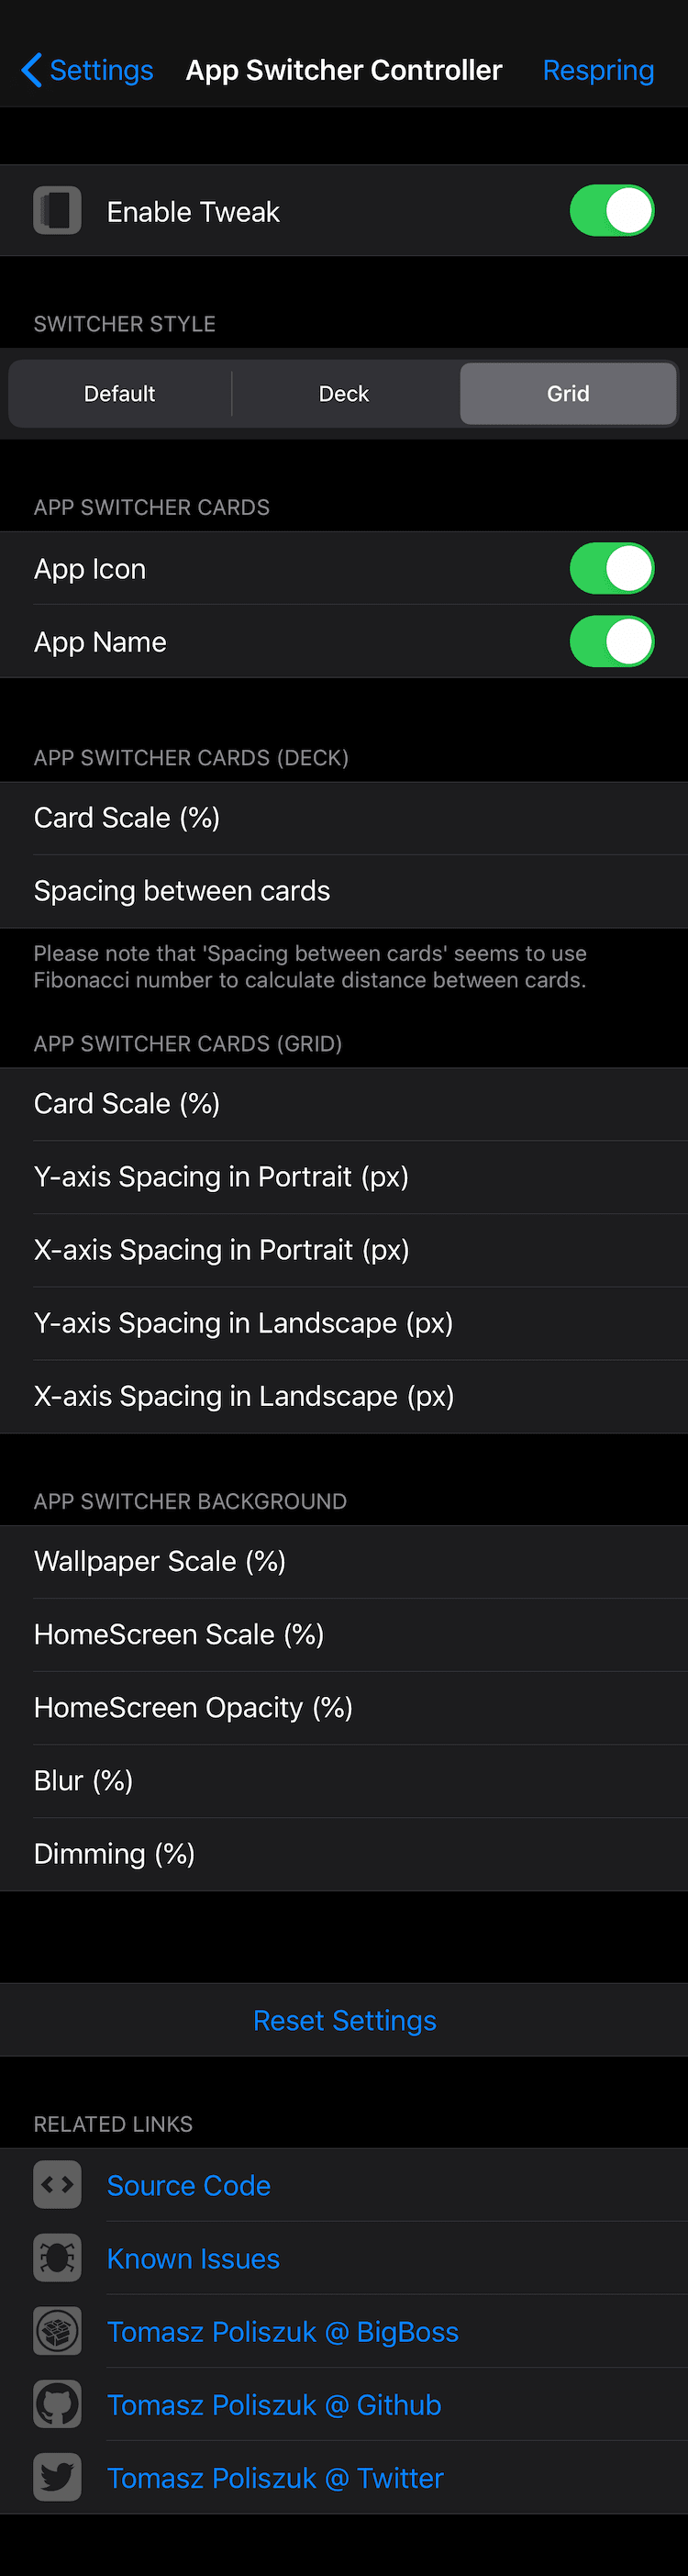 Settings App Switcher Controller Respring
Enable Tweak
SWITCHER STYLE
Default Deck Grid
APP SWITCHER CARDS
App Icon
App Name
APP SWITCHER CARDS (DECK)
Card Scale (%)
Spacing between cards
Please note that 'Spacing between cards' seems to use
Fibonacci number to calculate distance between cards.
APP SWITCHER CARDS (GRID)
Card Scale (%)
Y-axis Spacing in Portrait (px)
X-axis Spacing in Portrait (px)
Y-axis Spacing in Landscape (px)
X-axis Spacing in Landscape (px)
APP SWITCHER BACKGROUND
Wallpaper Scale (%)
HomeScreen Scale (%)
HomeScreen Opacity (%)
Blur (%)
Dimming (%)
Reset Settings
RELATED LINKS
Source Code
Known Issues
Tomasz Poliszuk @ BigBoss
Tomasz Poliszuk @ Github
Tomasz Poliszuk @ Twitter